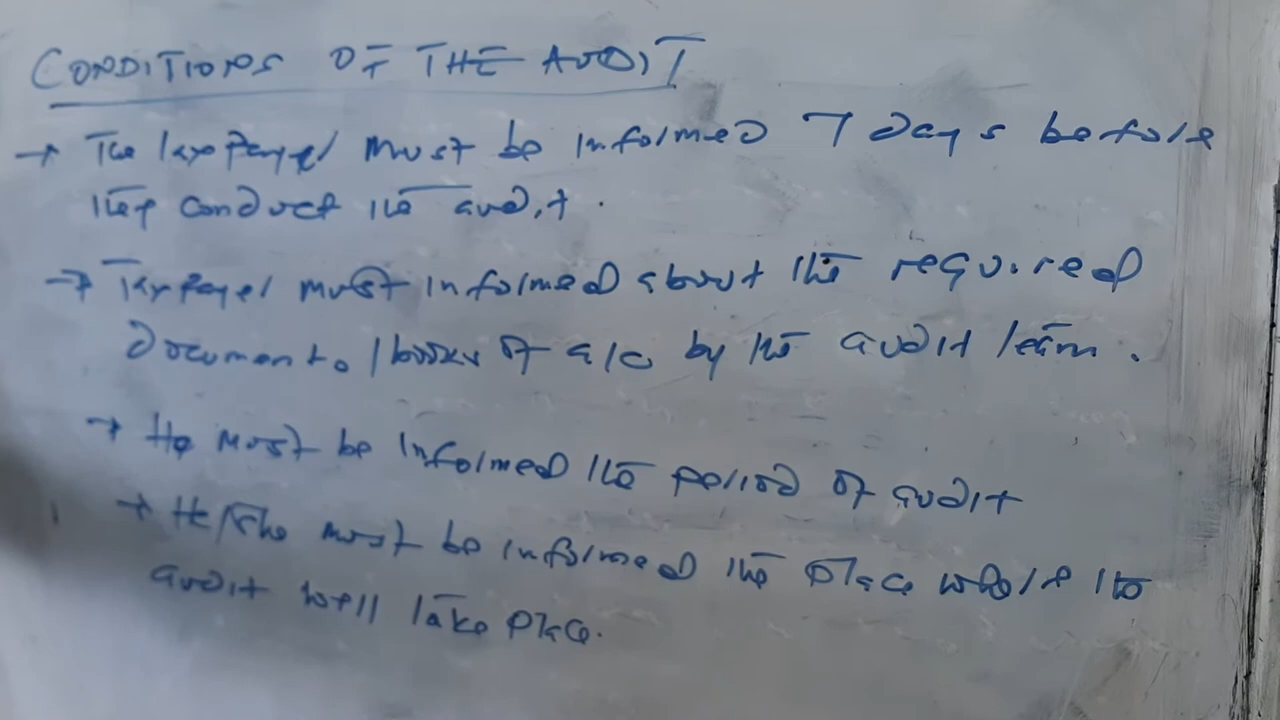 CONDITIONS OF THE AUDIT
→ The taxpayer must be informed 7 days before
they conduct the audit.
→ Taxpayer must informed about the required
documents / books of a/c by the audit team.
→ He must be informed the period of audit
→ He/She must be informed the place where the
audit well take place.